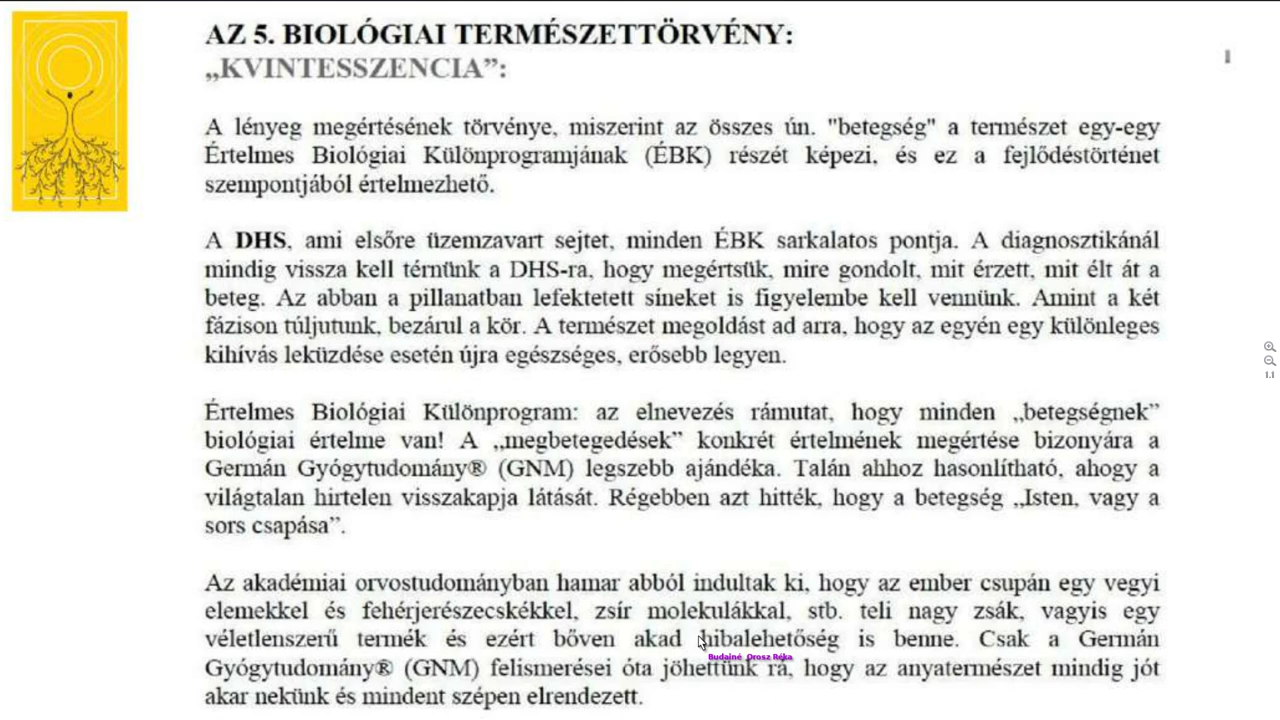 AZ 5. BIOLÓGIAI TERMÉSZETTÖRVÉNY:
„KVINTESSZENCIA”:
A lényeg megértésének törvénye, miszerint az összes ún. "betegség" a természet egy-egy
Értelmes Biológiai Különprogramjának (ÉBK) részét képezi, és ez a fejlődéstörténet
szempontjából értelmezhető.
A DHS, ami elsőre üzemzavart sejtet, minden ÉBK sarkalatos pontja. A diagnosztikánál
mindig vissza kell térnünk a DHS-ra, hogy megértsük, mire gondolt, mit érzett, mit élt át a
beteg. Az abban a pillanatban lefektetett síneket is figyelembe kell vennünk. Amint a két
fázison túljutunk, bezárul a kör. A természet megoldást ad arra, hogy az egyén egy különleges
kihívás leküzdése esetén újra egészséges, erősebb legyen.
Értelmes Biológiai Különprogram: az elnevezés rámutat, hogy minden „betegségnek”
biológiai értelme van! A „megbetegedések” konkrét értelmének megértése bizonyára a
Germán Gyógytudomány® (GNM) legszebb ajándéka. Talán ahhoz hasonlítható, ahogy a
világtalan hirtelen visszakapja látását. Régebben azt hitték, hogy a betegség „Isten, vagy a
sors csapása”.
Az akadémiai orvostudományban hamar abból indultak ki, hogy az ember csupán egy vegyi
elemekkel és fehérjerészecskékkel, zsír molekulákkal, stb. teli nagy zsák, vagyis egy
véletlenszerű termék és ezért bőven akad hibalehetőség is benne. Csak a Germán
Budainé Orosz Réka
Gyógytudomány® (GNM) felismerései óta jöhettünk rá, hogy az anyatermészet mindig jót
akar nekünk és mindent szépen elrendezett.
1.1